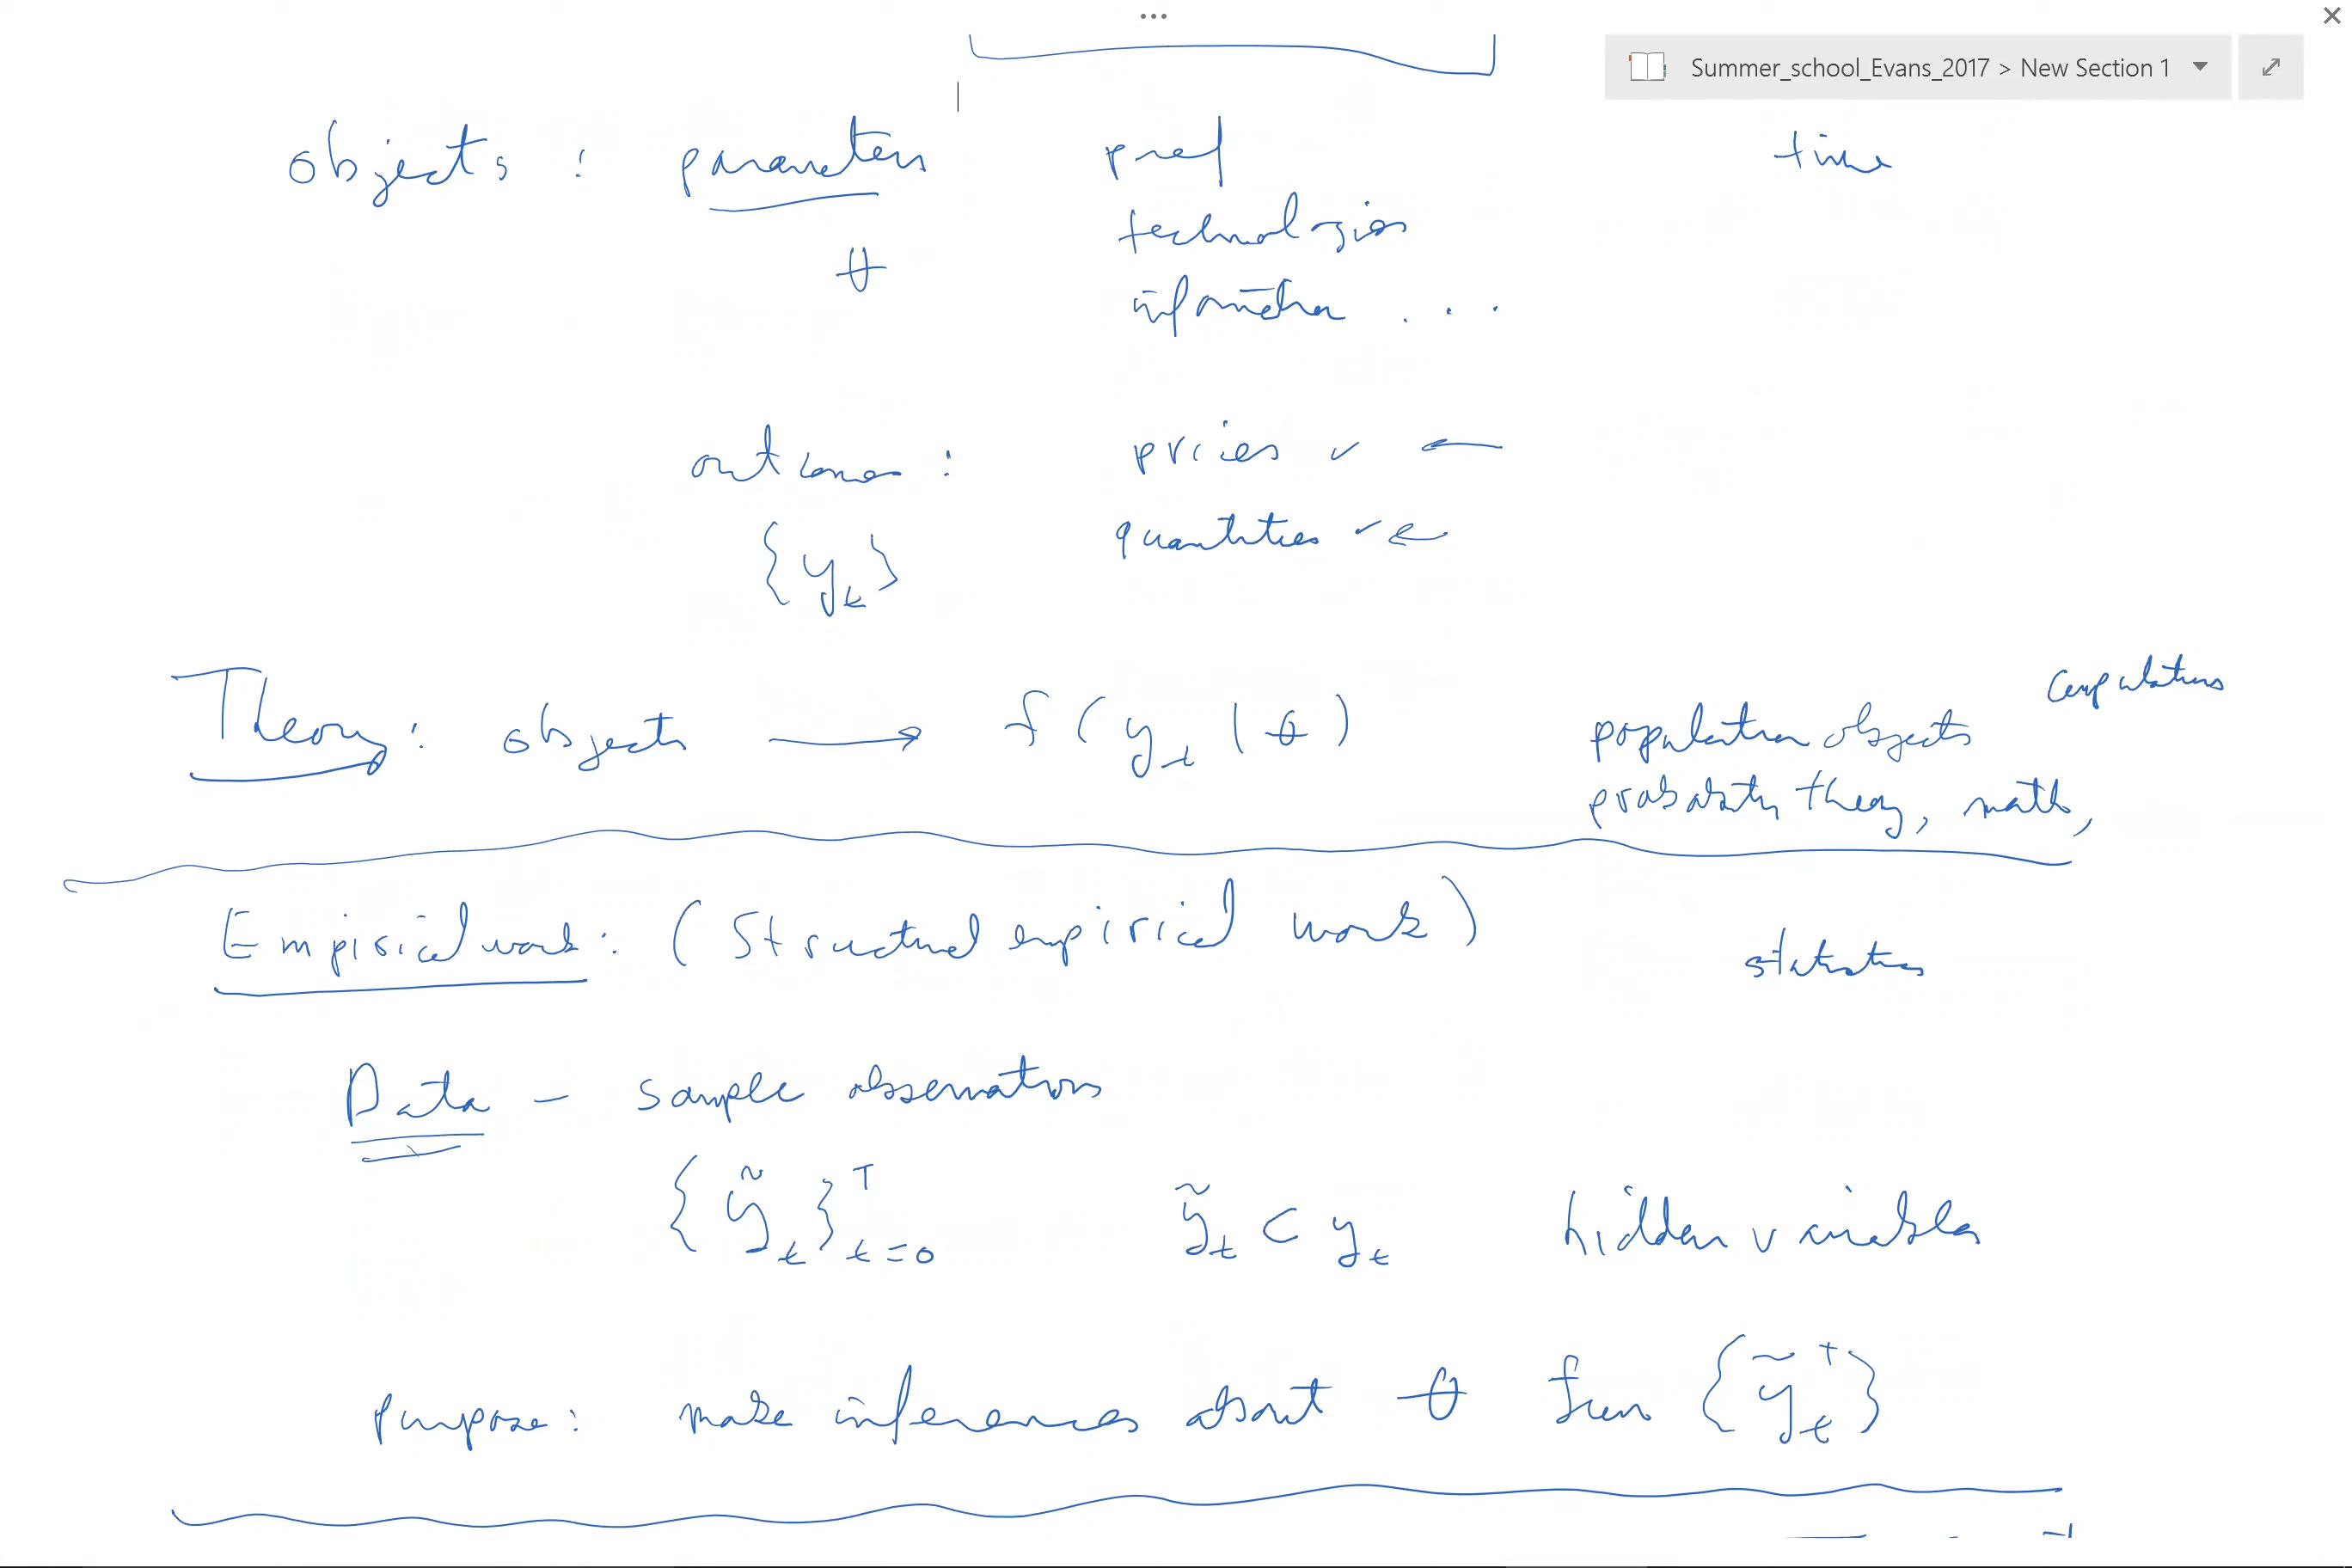 Summer_school_Evans_2017 > New Section 1
objects : parameters pref time
θ technologies
information ....
outcomes : prices ✓ ←
{y_t} quantities ✓ ←
computations
Theory : objects ⟶ f(y_t | θ) population objects
probability theory, math,
Empirical work : (Structural empirical work) statistics
Data – sample observations
{ỹ_t}_{t=0}^T ỹ_t ⊂ y_t hidden variables
purpose : make inferences about θ from {ỹ_t^T}